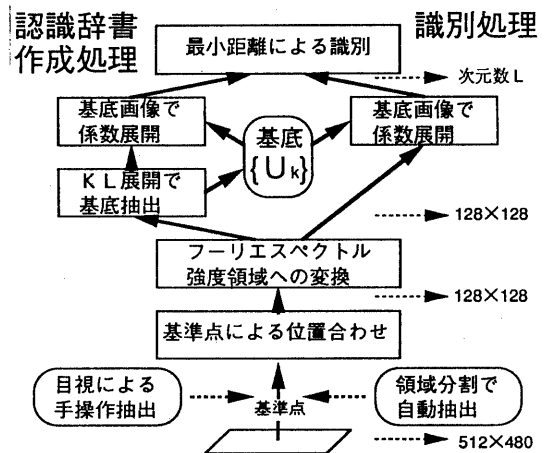 認識辞書
作成処理
識別処理
最小距離による識別
次元数L
基底画像で
係数展開
基底
{Uk}
基底画像で
係数展開
KL展開で
基底抽出
128×128
フーリエスペクトル
強度領域への変換
128×128
基準点による位置合わせ
目視による
手操作抽出
基準点
領域分割で
自動抽出
512×480